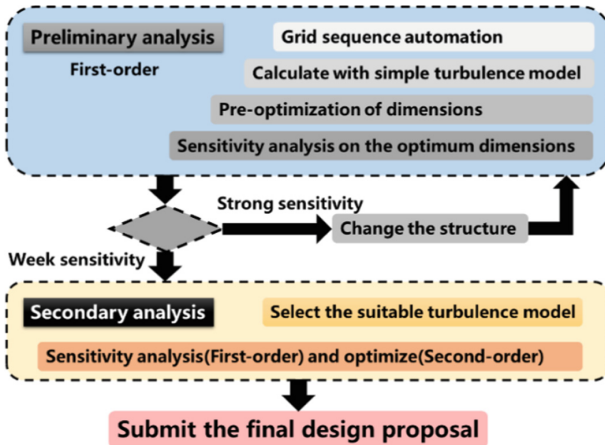 Preliminary analysis
First-order
Grid sequence automation
Calculate with simple turbulence model
Pre-optimization of dimensions
Sensitivity analysis on the optimum dimensions
Strong sensitivity
Change the structure
Week sensitivity
Secondary analysis
Select the suitable turbulence model
Sensitivity analysis(First-order) and optimize(Second-order)
Submit the final design proposal